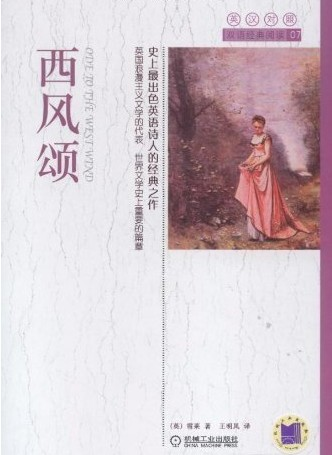 英汉对照
双语经典阅读 07
西风颂
ODE TO THE WEST WIND
史上最出色英语诗人的经典之作
英国浪漫主义文学的代表，世界文学史上重要的篇章
(英) 雪莱 著 王明凤 译
机械工业出版社
CHINA MACHINE PRESS